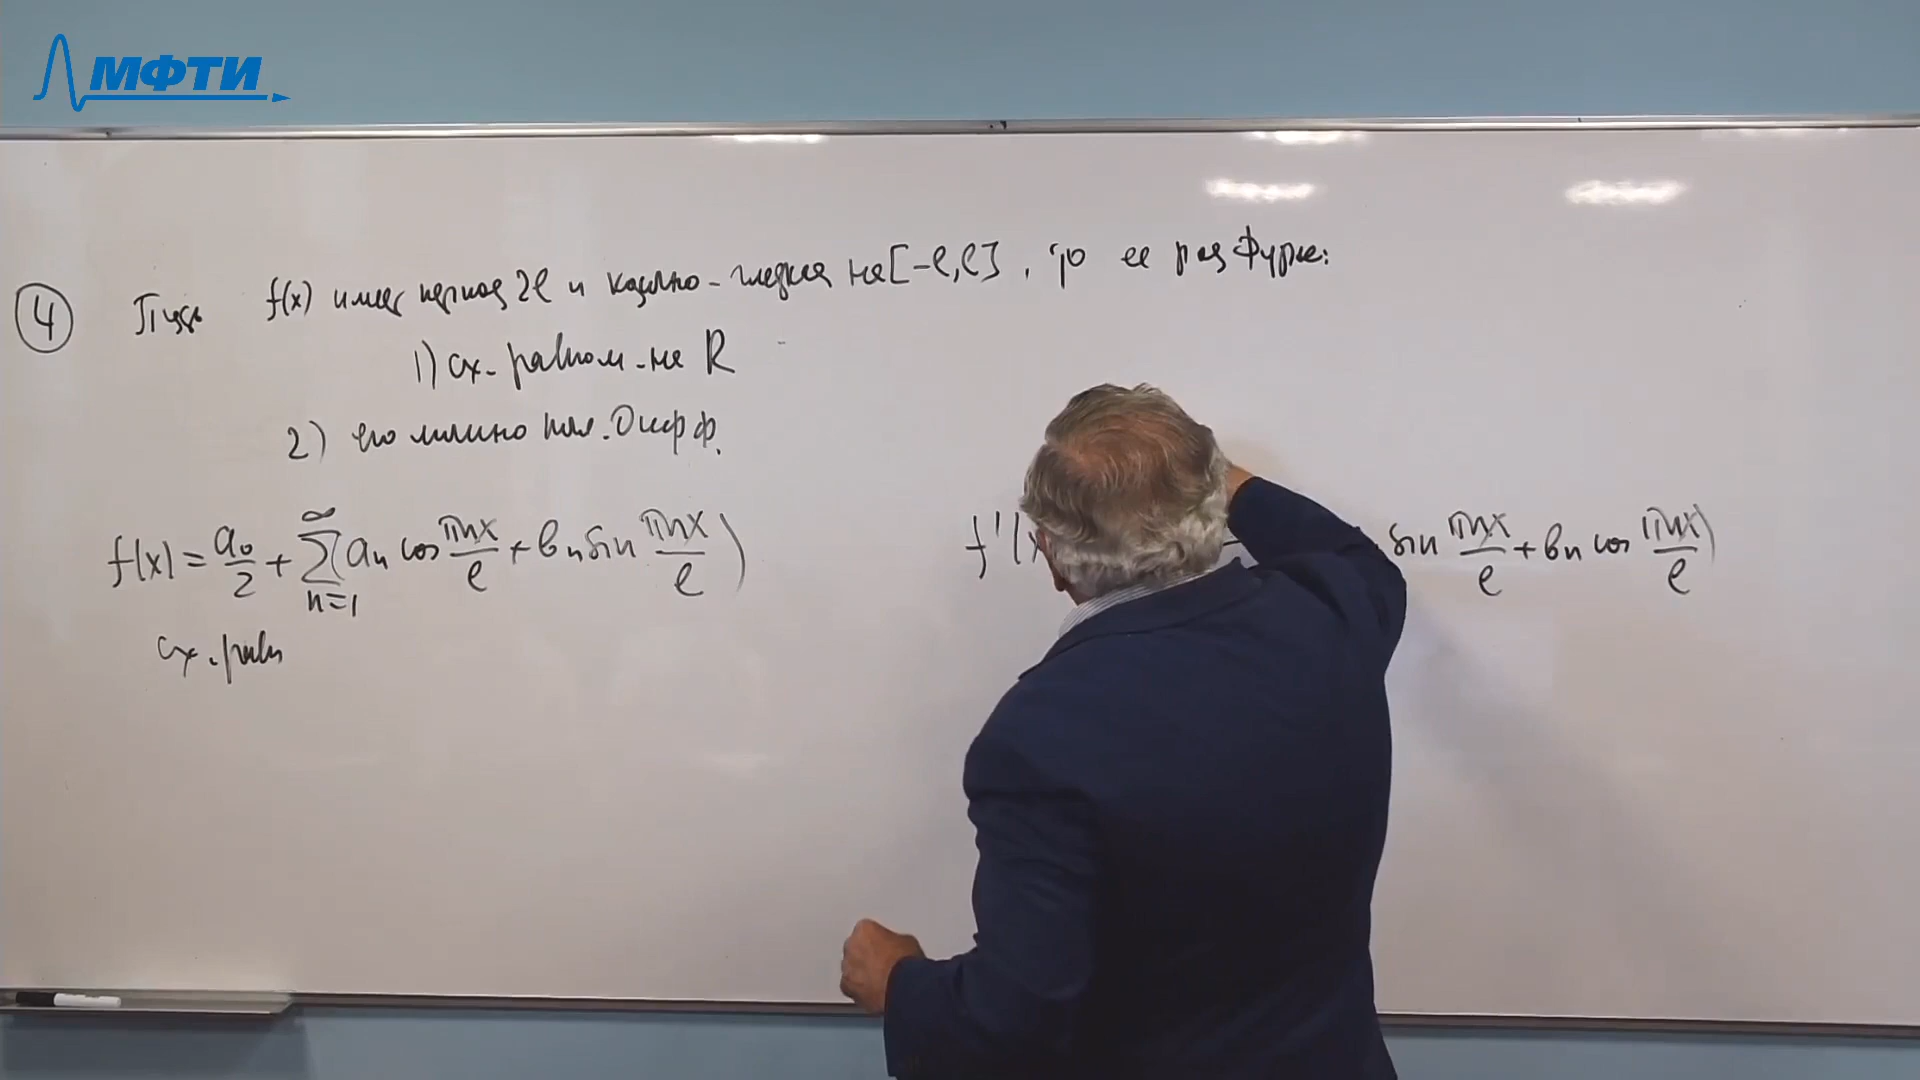 МФТИ
④ Пусть f(x) имеет период 2l и кусочно-гладкая на [-l, l], то ее ряд Фурье:
1) сх. равном. на R
2) его можно поч. дифф.
f(x) = a₀/2 + ∑_{n=1}^{∞} (aₙ cos πnx/l + bₙ sin πnx/l)   f'(x sin πnx/l + bₙ cos πnx/l)
сх. равн